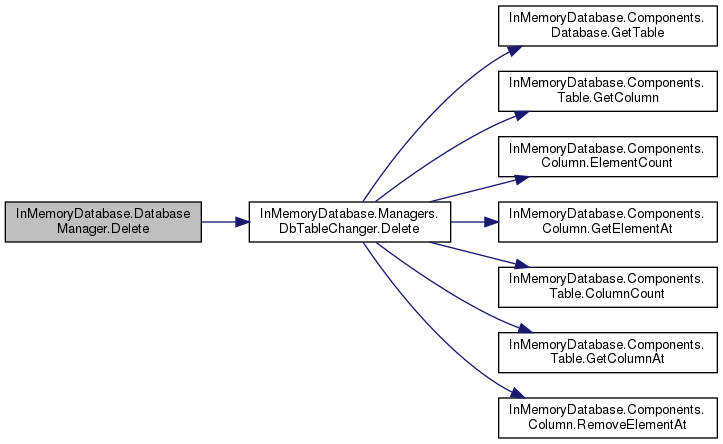 InMemoryDatabase.Database
Manager.Delete
InMemoryDatabase.Managers.
DbTableChanger.Delete
InMemoryDatabase.Components.
Database.GetTable
InMemoryDatabase.Components.
Table.GetColumn
InMemoryDatabase.Components.
Column.ElementCount
InMemoryDatabase.Components.
Column.GetElementAt
InMemoryDatabase.Components.
Table.ColumnCount
InMemoryDatabase.Components.
Table.GetColumnAt
InMemoryDatabase.Components.
Column.RemoveElementAt